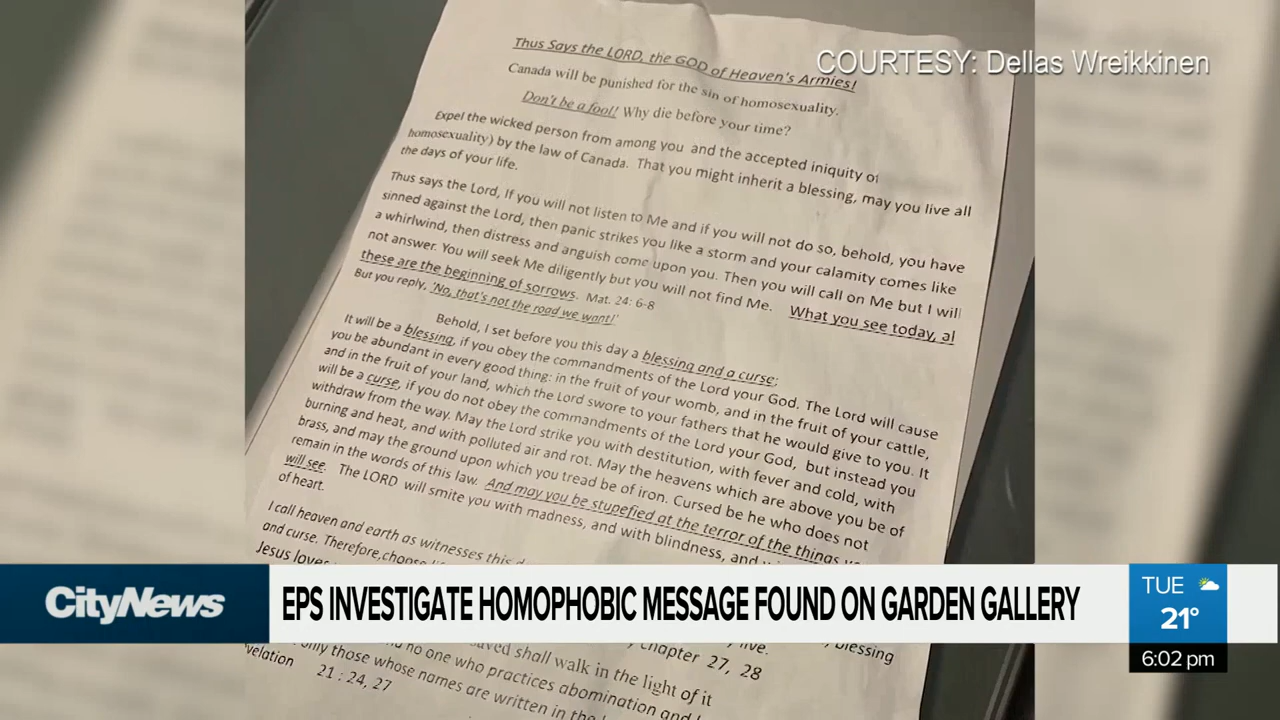 COURTESY: Dellas Wreikkinen
Thus Says the LORD, the GOD of Heaven's Armies!
Canada will be punished for the sin of homosexuality.
Don't be a fool! Why die before your time?
Expel the wicked person from among you and the accepted iniquity of
homosexuality) by the law of Canada. That you might inherit a blessing, may you live all
the days of your life.
Thus says the Lord, If you will not listen to Me and if you will not do so, behold, you have
sinned against the Lord, then panic strikes you like a storm and your calamity comes like
a whirlwind, then distress and anguish come upon you. Then you will call on Me but I will
not answer. You will seek Me diligently but you will not find Me. What you see today, al
these are the beginning of sorrows. Mat. 24: 6-8
But you reply, 'No, that's not the road we want!'
Behold, I set before you this day a blessing and a curse;
It will be a blessing, if you obey the commandments of the Lord your God. The Lord will cause
you be abundant in every good thing: in the fruit of your womb, and in the fruit of your cattle,
and in the fruit of your land, which the Lord swore to your fathers that he would give to you. It
will be a curse, if you do not obey the commandments of the Lord your God, but instead you
withdraw from the way. May the Lord strike you with destitution, with fever and cold, with
burning and heat, and with polluted air and rot. May the heavens which are above you be of
brass, and may the ground upon which you tread be of iron. Cursed be he who does not
remain in the words of this law. And may you be stupefied at the terror of the things
will see. The LORD will smite you with madness, and with blindness, and
of heart.
I call heaven and earth as witnesses this
and curse. Therefore, choose
Jesus
blessing
live.
chapter 27, 28
saved shall walk in the light of it
no one who practices abomination and
only those whose names are written in the
21 : 24, 27
CityNews
EPS INVESTIGATE HOMOPHOBIC MESSAGE FOUND ON GARDEN GALLERY
TUE
21°
6:02 pm